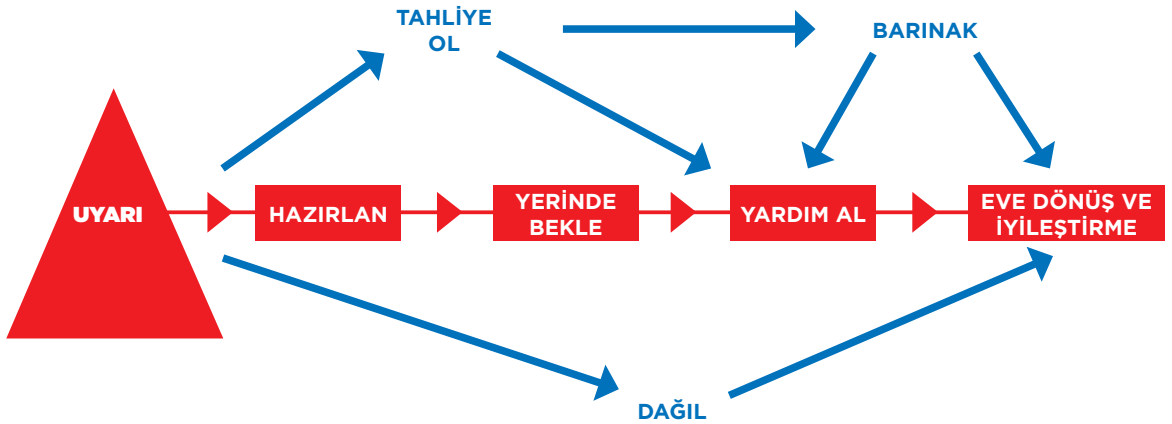 TAHLİYE
OL
BARINAK
UYARI
HAZIRLAN
YERİNDE
BEKLE
YARDIM AL
EVE DÖNÜŞ VE
İYİLEŞTİRME
DAĞIL